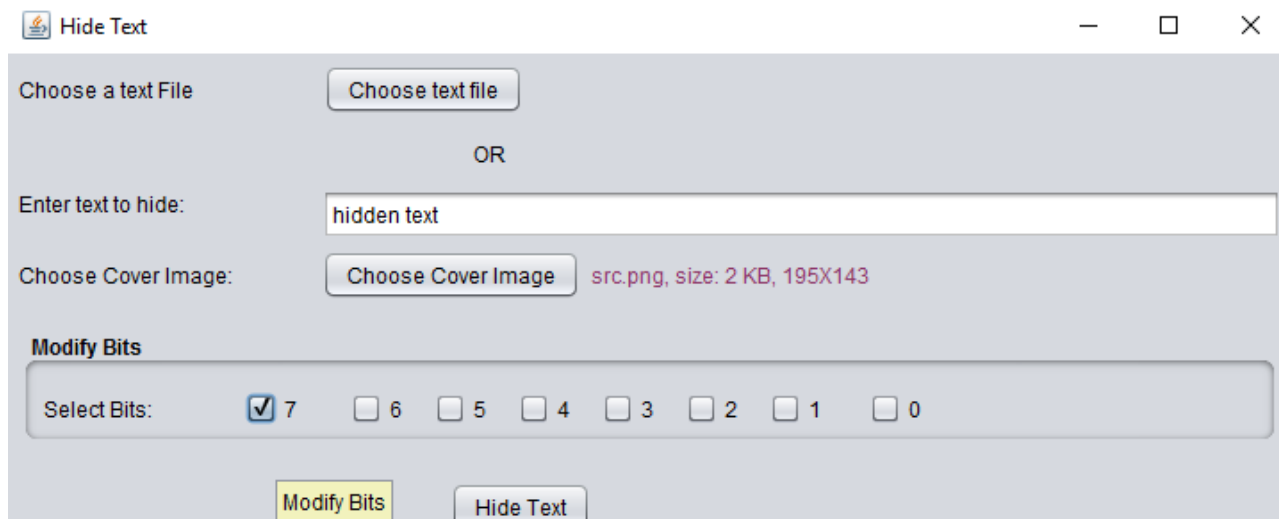 Hide Text
Choose a text File Choose text file
OR
Enter text to hide: hidden text
Choose Cover Image: Choose Cover Image src.png, size: 2 KB, 195X143
Modify Bits
Select Bits: 7 6 5 4 3 2 1 0
Modify Bits Hide Text